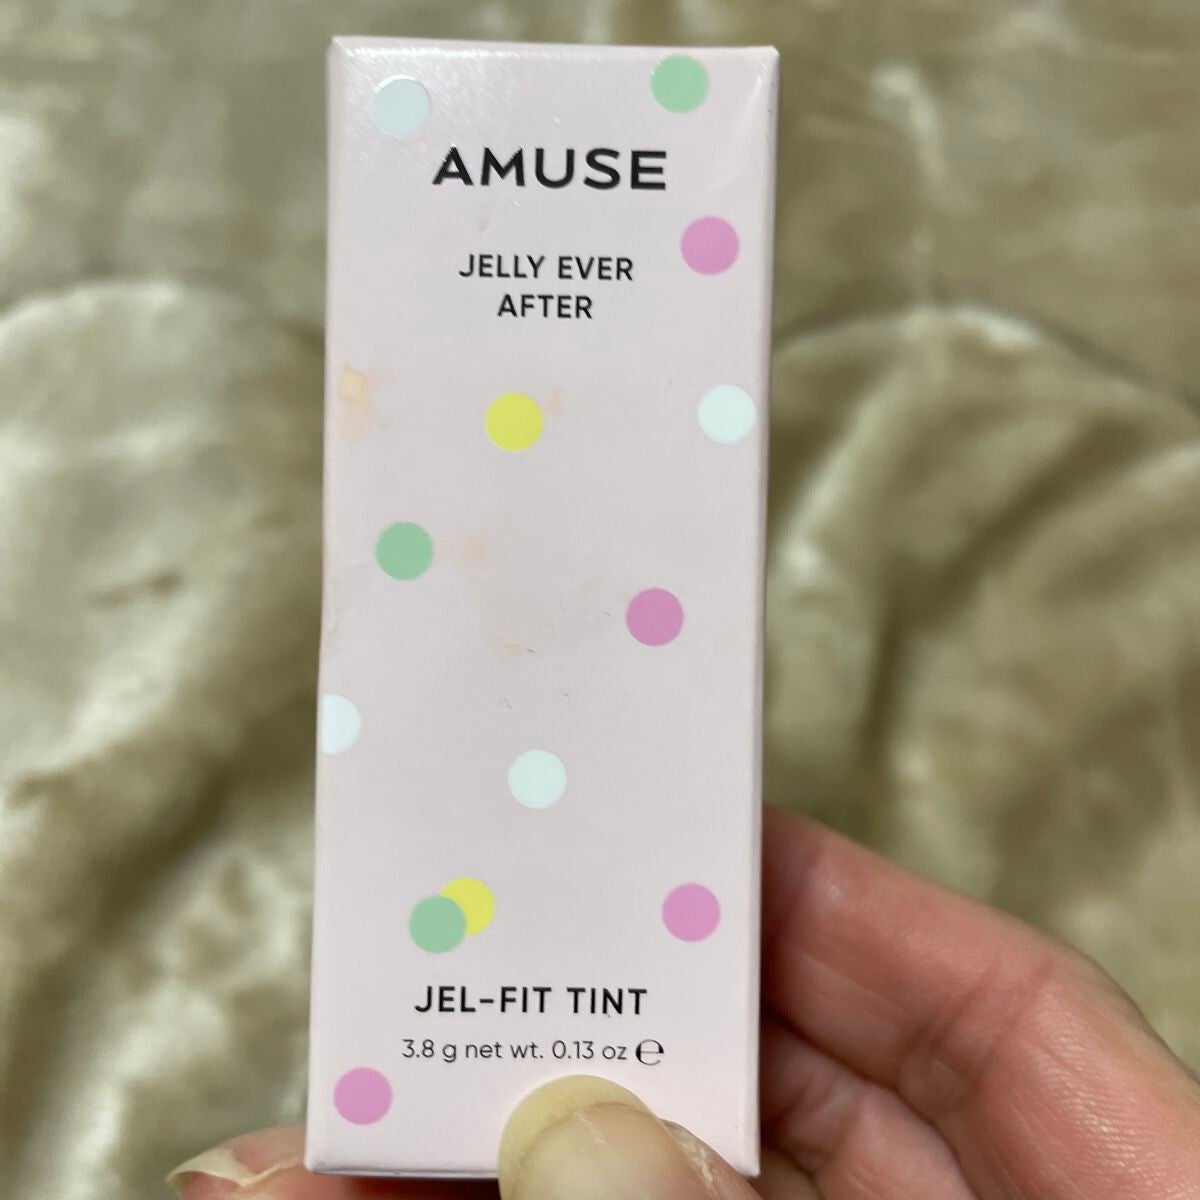 AMUSE
JELLY EVER
AFTER
JEL-FIT TINT
3.8 g net wt. 0.13 oz ℮